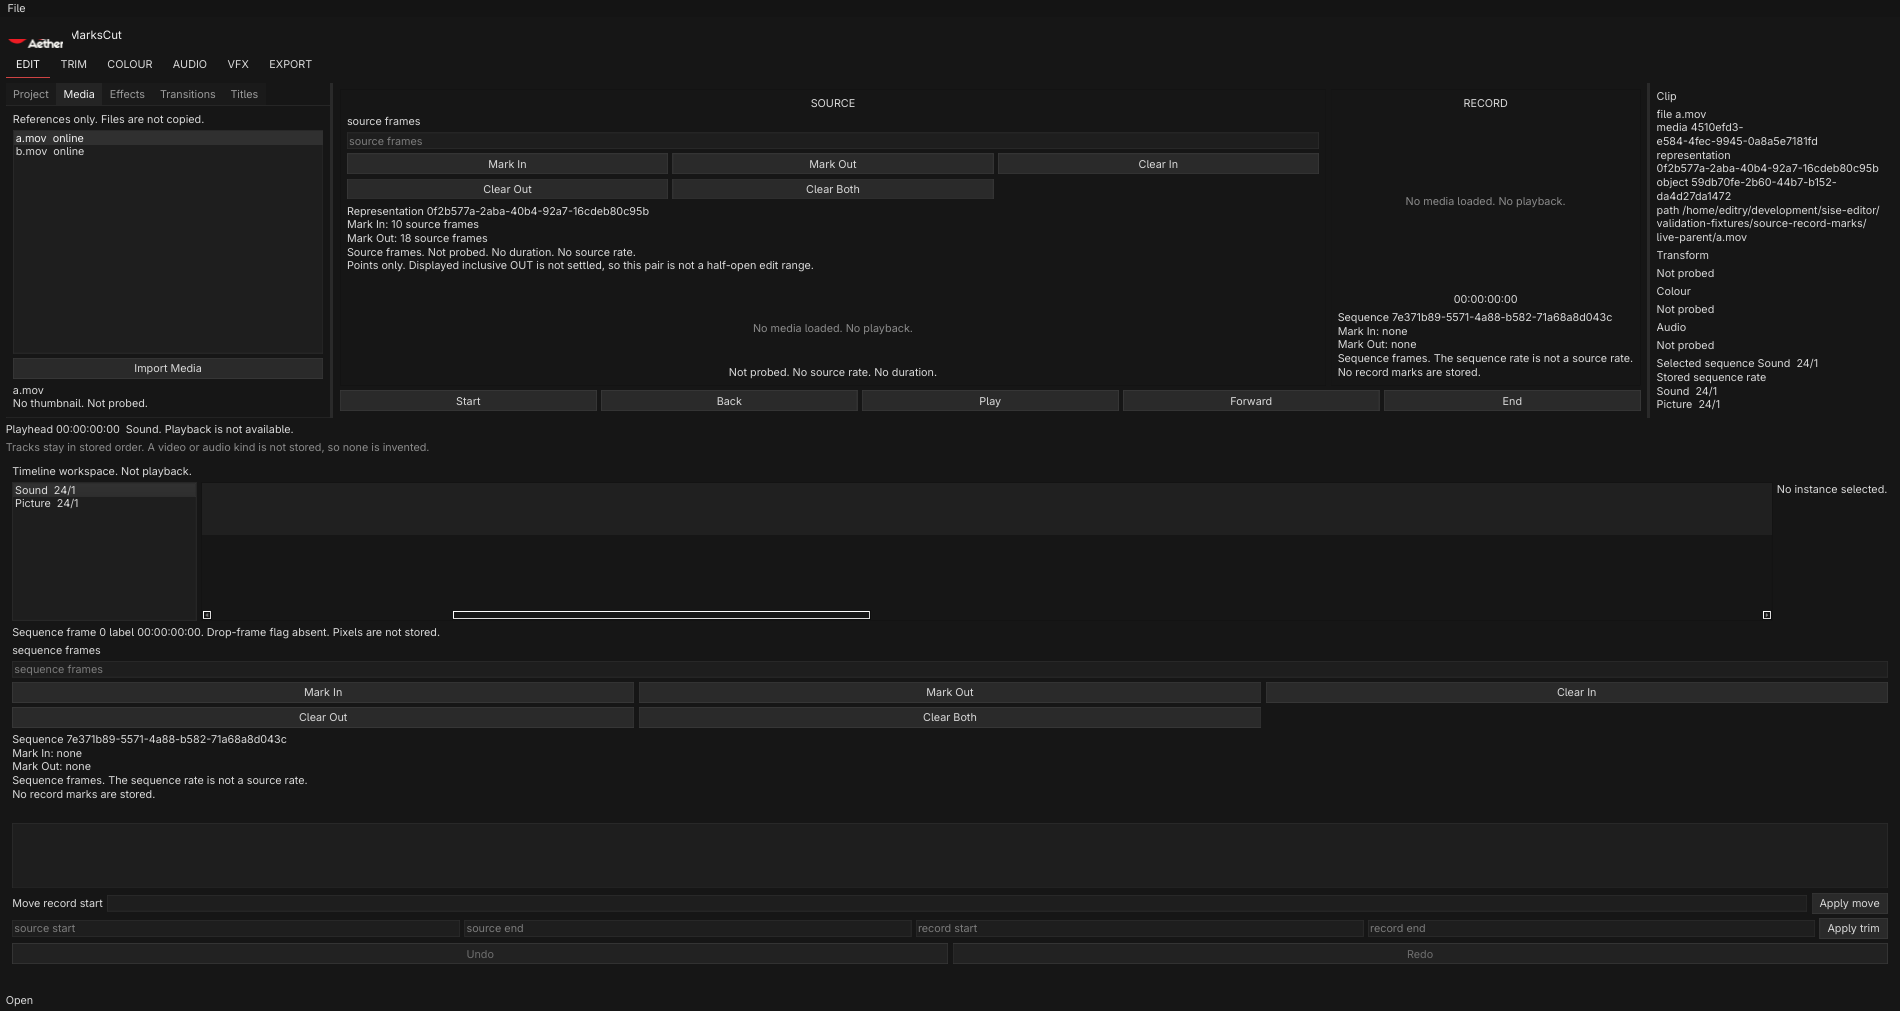 File
Aether
MarksCut
EDIT TRIM COLOUR AUDIO VFX EXPORT
Project Media Effects Transitions Titles
References only. Files are not copied.
a.mov online
b.mov online
Import Media
a.mov
No thumbnail. Not probed.
SOURCE
source frames
source frames
Mark In Mark Out Clear In
Clear Out Clear Both
Representation 0f2b577a-2aba-40b4-92a7-16cdeb80c95b
Mark In: 10 source frames
Mark Out: 18 source frames
Source frames. Not probed. No duration. No source rate.
Points only. Displayed inclusive OUT is not settled, so this pair is not a half-open edit range.
No media loaded. No playback.
Not probed. No source rate. No duration.
RECORD
No media loaded. No playback.
00:00:00:00
Sequence 7e371b89-5571-4a88-b582-71a68a8d043c
Mark In: none
Mark Out: none
Sequence frames. The sequence rate is not a source rate.
No record marks are stored.
Start Back Play Forward End
Clip
file a.mov
media 4510efd3-
e584-4fec-9945-0a8a5e7181fd
representation
0f2b577a-2aba-40b4-92a7-16cdeb80c95b
object 59db70fe-2b60-44b7-b152-
da4d27da1472
path /home/editry/development/sise-editor/
validation-fixtures/source-record-marks/
live-parent/a.mov
Transform
Not probed
Colour
Not probed
Audio
Not probed
Selected sequence Sound 24/1
Stored sequence rate
Sound 24/1
Picture 24/1
Playhead 00:00:00:00 Sound. Playback is not available.
Tracks stay in stored order. A video or audio kind is not stored, so none is invented.
Timeline workspace. Not playback.
Sound 24/1
Picture 24/1
No instance selected.
Sequence frame 0 label 00:00:00:00. Drop-frame flag absent. Pixels are not stored.
sequence frames
sequence frames
Mark In Mark Out Clear In
Clear Out Clear Both
Sequence 7e371b89-5571-4a88-b582-71a68a8d043c
Mark In: none
Mark Out: none
Sequence frames. The sequence rate is not a source rate.
No record marks are stored.
Move record start Apply move
source start source end record start record end Apply trim
Undo Redo
Open